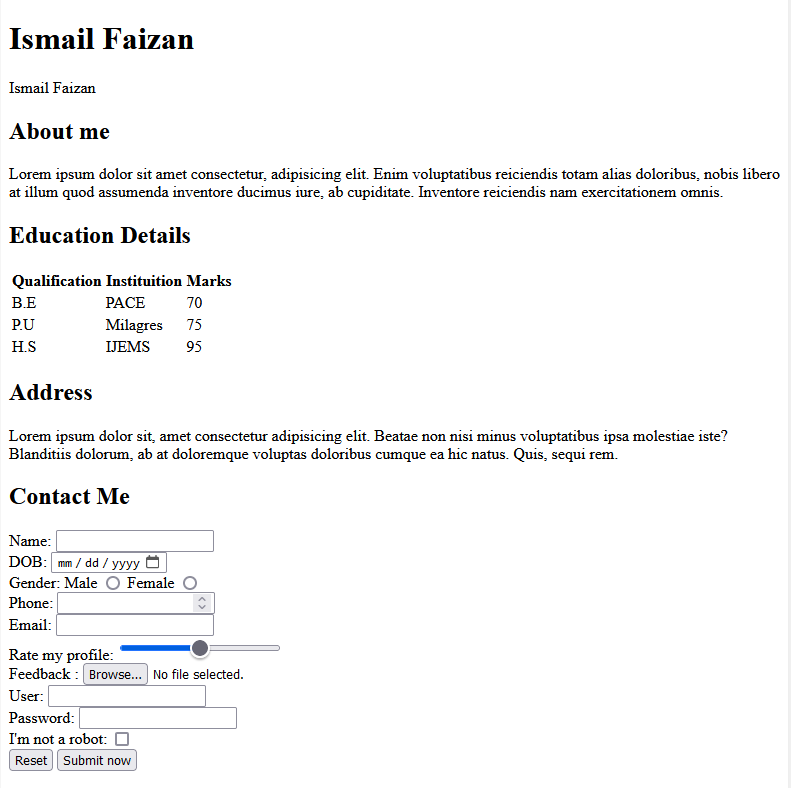 Ismail Faizan
Ismail Faizan
About me
Lorem ipsum dolor sit amet consectetur, adipisicing elit. Enim voluptatibus reiciendis totam alias doloribus, nobis libero
at illum quod assumenda inventore ducimus iure, ab cupiditate. Inventore reiciendis nam exercitationem omnis.
Education Details
Qualification Instituition Marks
B.E PACE 70
P.U Milagres 75
H.S IJEMS 95
Address
Lorem ipsum dolor sit, amet consectetur adipisicing elit. Beatae non nisi minus voluptatibus ipsa molestiae iste?
Blanditiis dolorum, ab at doloremque voluptas doloribus cumque ea hic natus. Quis, sequi rem.
Contact Me
Name:
DOB: mm / dd / yyyy
Gender: Male Female
Phone:
Email:
Rate my profile:
Feedback : Browse... No file selected.
User:
Password:
I'm not a robot:
Reset Submit now